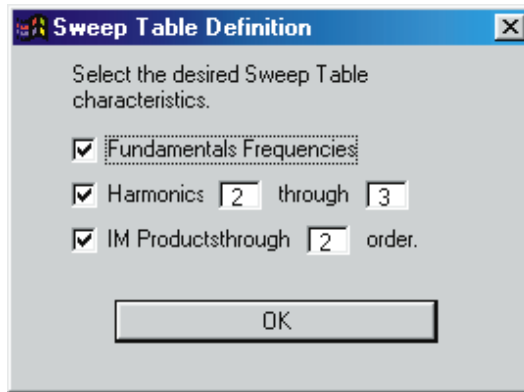 Sweep Table Definition
Select the desired Sweep Table
characteristics.
Fundamentals Frequencies
Harmonics 2 through 3
IM Productsthrough 2 order.
OK